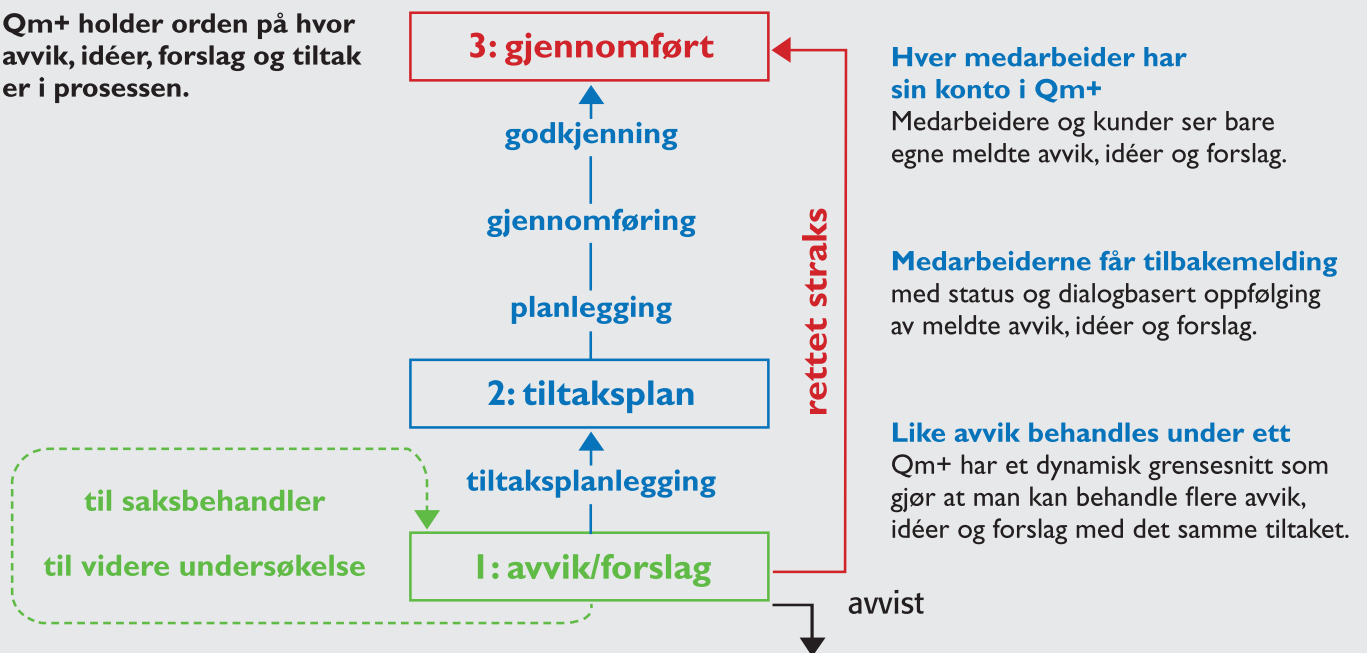 Qm+ holder orden på hvor
avvik, idéer, forslag og tiltak
er i prosessen.
3: gjennomført
godkjenning
gjennomføring
planlegging
2: tiltaksplan
tiltaksplanlegging
1: avvik/forslag
til saksbehandler
til videre undersøkelse
rettet straks
avvist
Hver medarbeider har
sin konto i Qm+
Medarbeidere og kunder ser bare
egne meldte avvik, idéer og forslag.
Medarbeiderne får tilbakemelding
med status og dialogbasert oppfølging
av meldte avvik, idéer og forslag.
Like avvik behandles under ett
Qm+ har et dynamisk grensesnitt som
gjør at man kan behandle flere avvik,
idéer og forslag med det samme tiltaket.